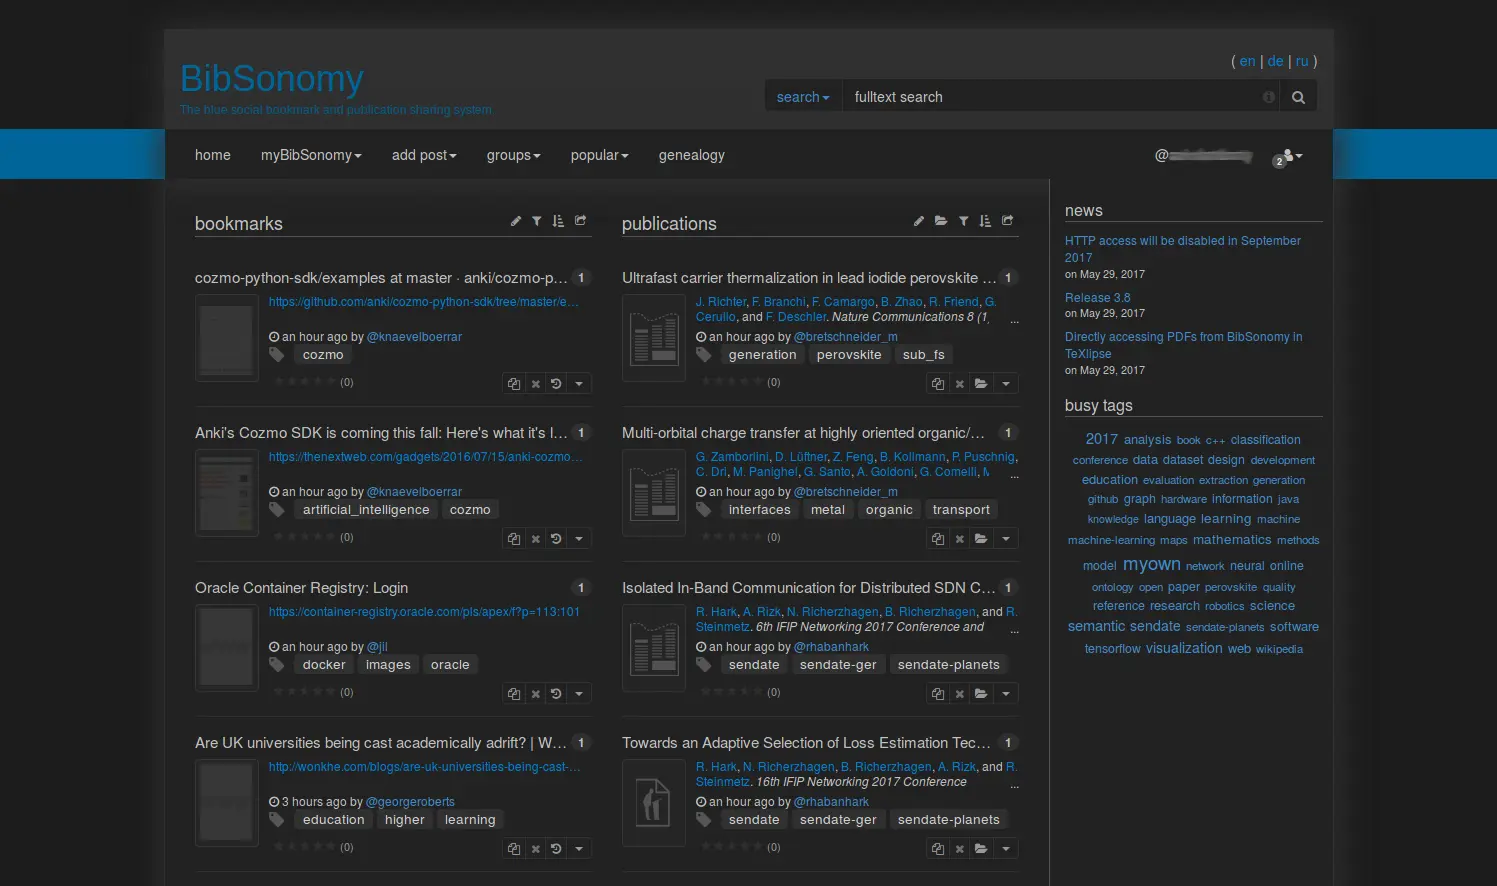 ( en | de | ru )
BibSonomy
The blue social bookmark and publication sharing system
search fulltext search
home myBibSonomy add post groups popular genealogy @ 2
bookmarks
cozmo-python-sdk/examples at master · anki/cozmo-p... 1
https://github.com/anki/cozmo-python-sdk/tree/master/e...
an hour ago by @knaevelboerrar
cozmo
(0)
Anki's Cozmo SDK is coming this fall: Here's what it's l... 1
https://thenextweb.com/gadgets/2016/07/15/anki-cozmo...
an hour ago by @knaevelboerrar
artificial_intelligence cozmo
(0)
Oracle Container Registry: Login 1
https://container-registry.oracle.com/pls/apex/f?p=113:101
an hour ago by @jil
docker images oracle
(0)
Are UK universities being cast academically adrift? | W... 1
http://wonkhe.com/blogs/are-uk-universities-being-cast-...
3 hours ago by @georgeroberts
education higher learning
(0)
publications
Ultrafast carrier thermalization in lead iodide perovskite ... 1
J. Richter, F. Branchi, F. Camargo, B. Zhao, R. Friend, G.
Cerullo, and F. Deschler. Nature Communications 8 (1, ...
an hour ago by @bretschneider_m
generation perovskite sub_fs
(0)
Multi-orbital charge transfer at highly oriented organic/... 1
G. Zamborlini, D. Lüftner, Z. Feng, B. Kollmann, P. Puschnig,
C. Dri, M. Panighel, G. Santo, A. Goldoni, G. Comelli, ...
an hour ago by @bretschneider_m
interfaces metal organic transport
(0)
Isolated In-Band Communication for Distributed SDN C... 1
R. Hark, A. Rizk, N. Richerzhagen, B. Richerzhagen, and R.
Steinmetz. 6th IFIP Networking 2017 Conference and ...
an hour ago by @rhabanhark
sendate sendate-ger sendate-planets
(0)
Towards an Adaptive Selection of Loss Estimation Tec... 1
R. Hark, N. Richerzhagen, B. Richerzhagen, A. Rizk, and R.
Steinmetz. 16th IFIP Networking 2017 Conference ...
an hour ago by @rhabanhark
sendate sendate-ger sendate-planets
(0)
news
HTTP access will be disabled in September
2017
on May 29, 2017
Release 3.8
on May 29, 2017
Directly accessing PDFs from BibSonomy in
TeXlipse
on May 29, 2017
busy tags
2017 analysis book c++ classification
conference data dataset design development
education evaluation extraction generation
github graph hardware information java
knowledge language learning machine
machine-learning maps mathematics methods
model myown network neural online
ontology open paper perovskite quality
reference research robotics science
semantic sendate sendate-planets software
tensorflow visualization web wikipedia